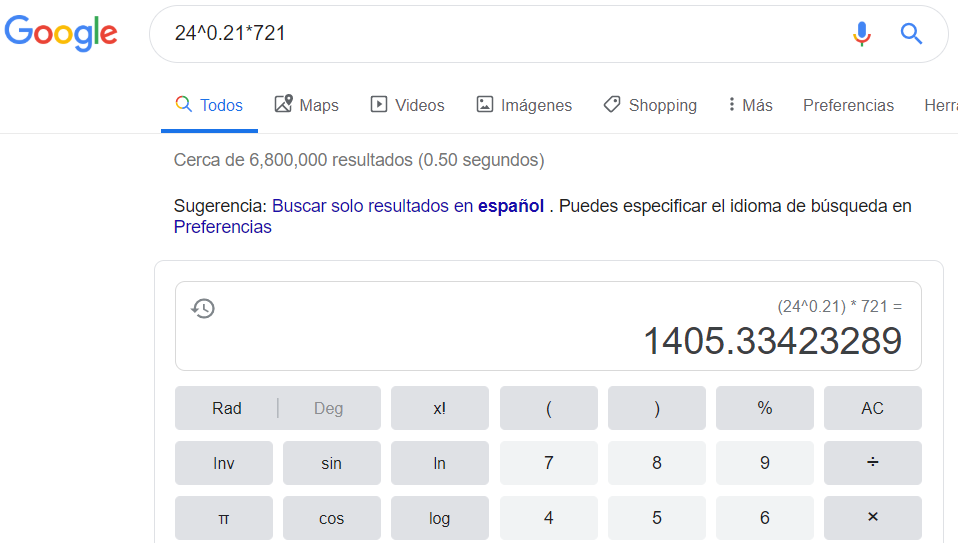 Google 24^0.21*721
Todos Maps Videos Imágenes Shopping Más Preferencias
Cerca de 6,800,000 resultados (0.50 segundos)
Sugerencia: Buscar solo resultados en español . Puedes especificar el idioma de búsqueda en
Preferencias
(24^0.21) * 721 =
1405.33423289
Rad Deg x! ( ) % AC
Inv sin ln 7 8 9 ÷
π cos log 4 5 6 ×